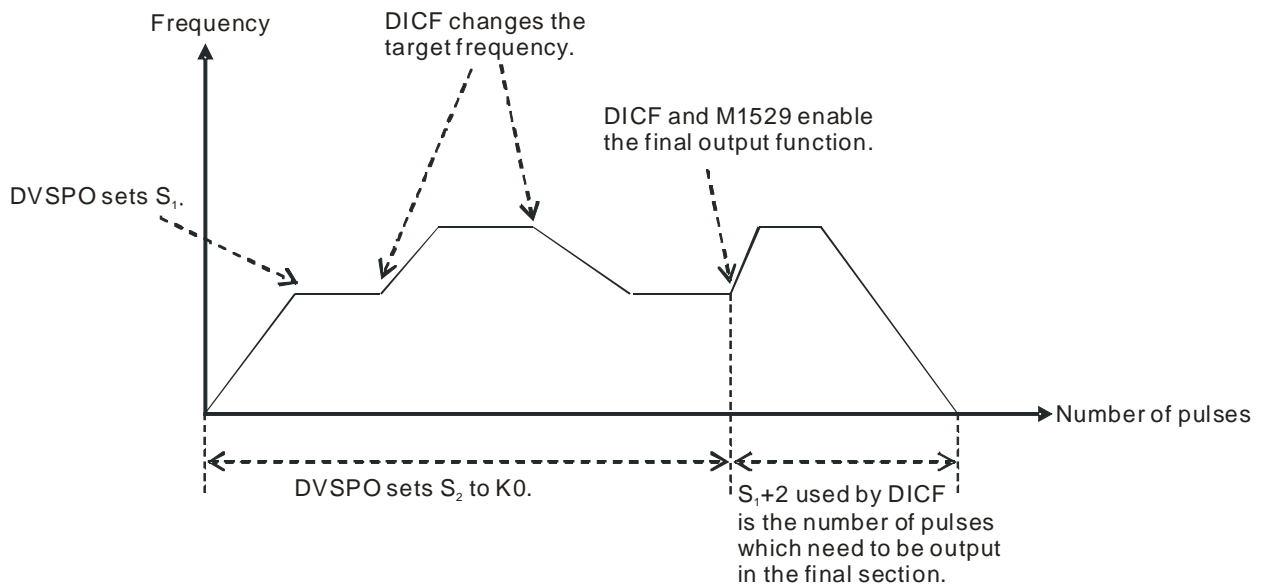 Frequency
DICF changes the
target frequency.
DICF and M1529 enable
the final output function.
DVSPO sets S₁.
Number of pulses
DVSPO sets S₂ to K0.
S₁+2 used by DICF
is the number of pulses
which need to be output
in the final section.